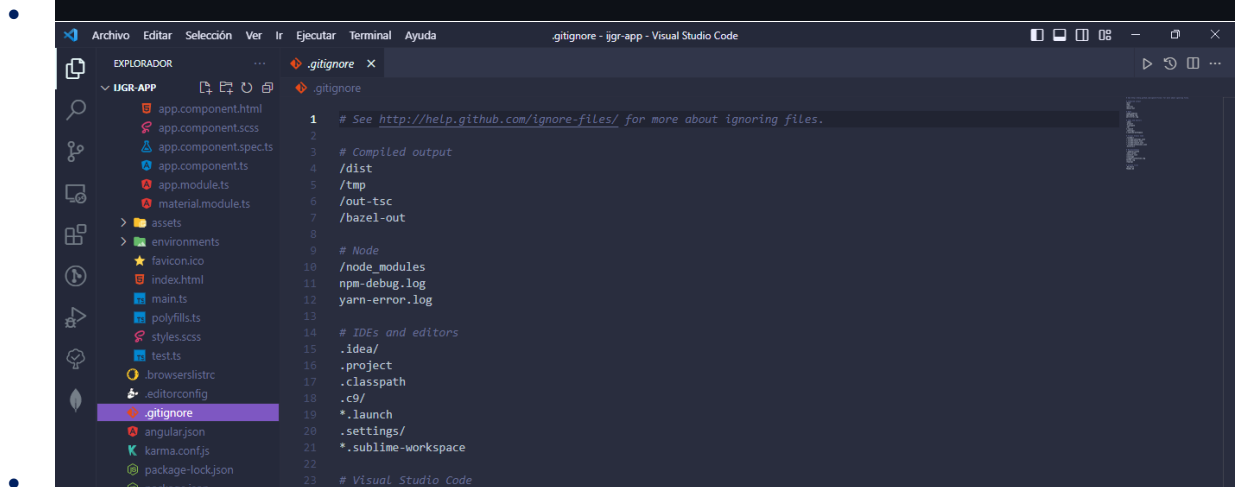 Archivo Editar Selección Ver Ir Ejecutar Terminal Ayuda
.gitignore - ijgr-app - Visual Studio Code
EXPLORADOR
IJGR-APP
app.component.html
app.component.scss
app.component.spec.ts
app.component.ts
app.module.ts
material.module.ts
assets
environments
favicon.ico
index.html
main.ts
polyfills.ts
styles.scss
test.ts
.browserslistrc
.editorconfig
.gitignore
angular.json
karma.conf.js
package-lock.json
.gitignore
.gitignore
1 # See http://help.github.com/ignore-files/ for more about ignoring files.
2
3 # Compiled output
4 /dist
5 /tmp
6 /out-tsc
7 /bazel-out
8
9 # Node
10 /node_modules
11 npm-debug.log
12 yarn-error.log
13
14 # IDEs and editors
15 .idea/
16 .project
17 .classpath
18 .c9/
19 *.launch
20 .settings/
21 *.sublime-workspace
22
23 # Visual Studio Code